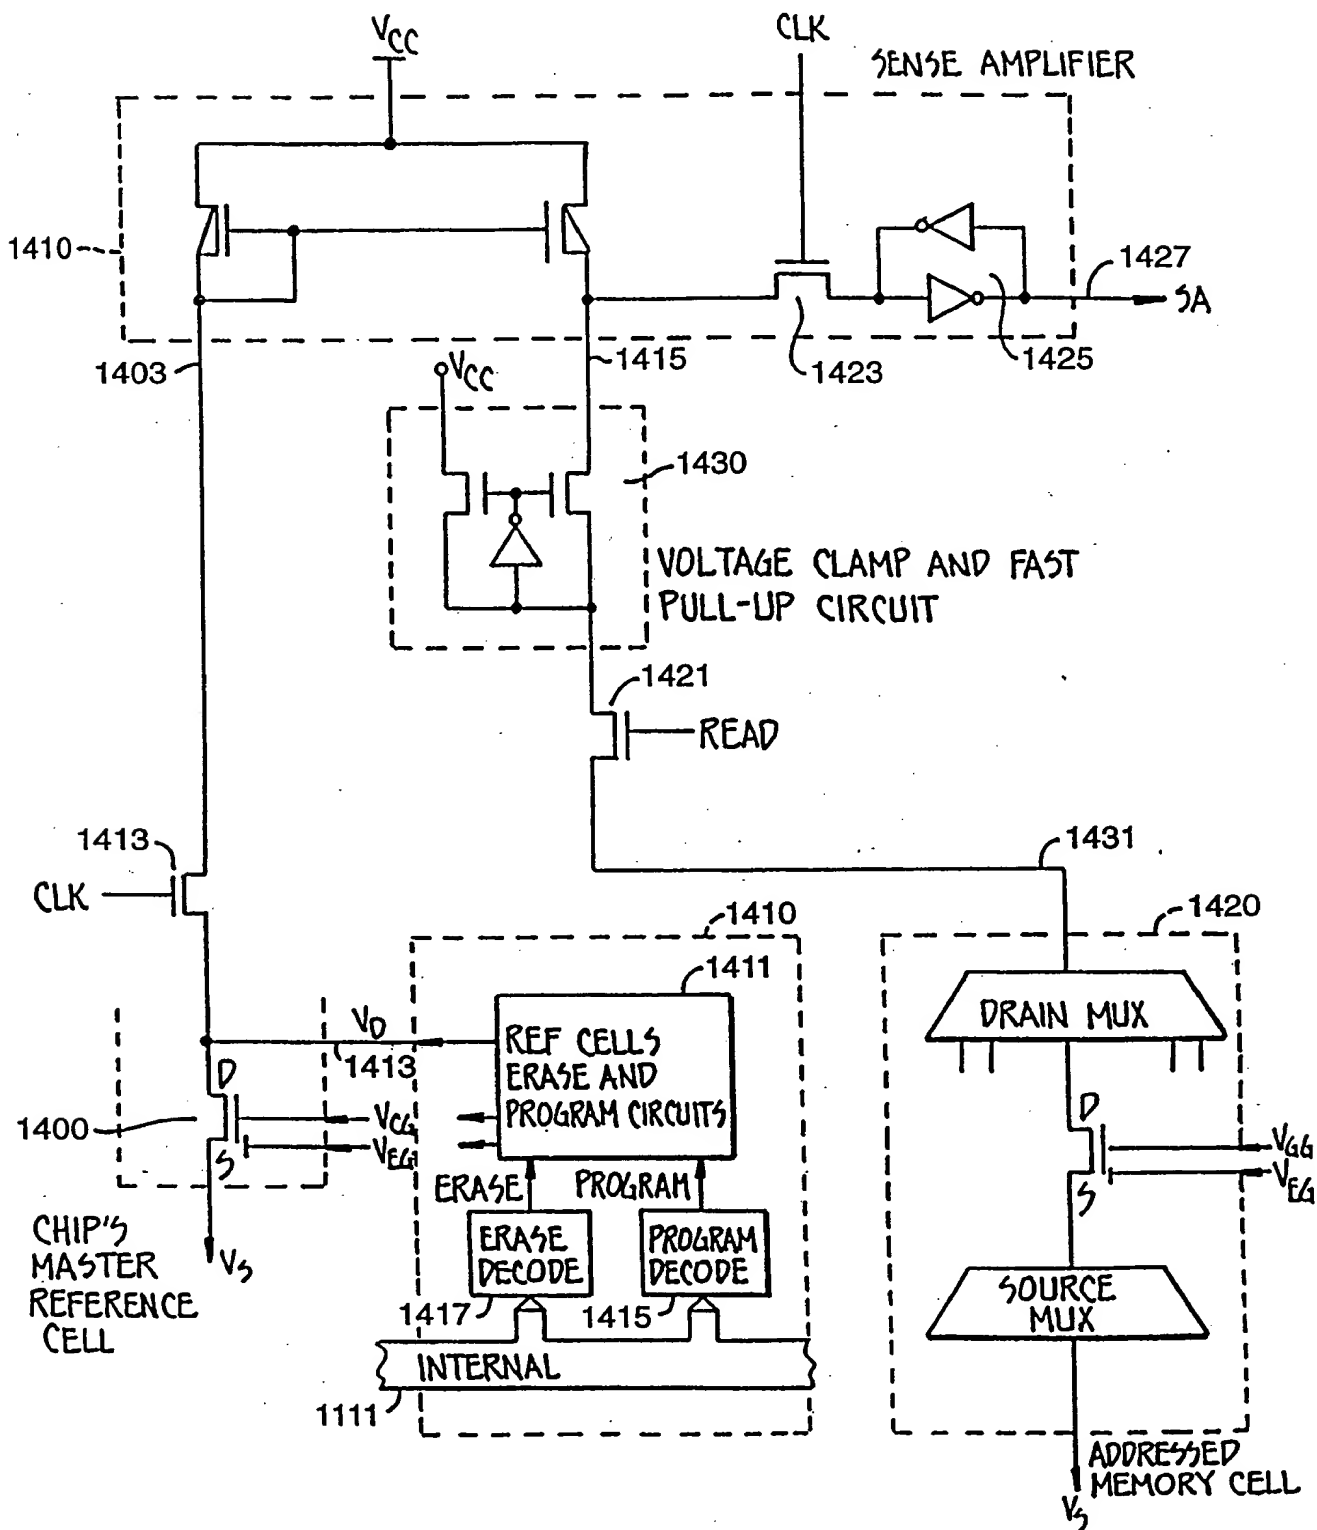 VCC
CLK
SENSE AMPLIFIER
1410
1427
SA
1403
1415
1423
1425
VCC
1430
VOLTAGE CLAMP AND FAST
PULL-UP CIRCUIT
1421
READ
1413
1431
CLK
1410
1420
1411
DRAIN MUX
VD
REF CELLS
ERASE AND
PROGRAM CIRCUITS
1413
D
1400
VCG
VEG
S
D
VGG
VEG
S
ERASE
PROGRAM
CHIP'S
MASTER
REFERENCE
CELL
VS
ERASE
DECODE
PROGRAM
DECODE
SOURCE
MUX
1417
1415
INTERNAL
1111
ADDRESSED
MEMORY CELL
VS